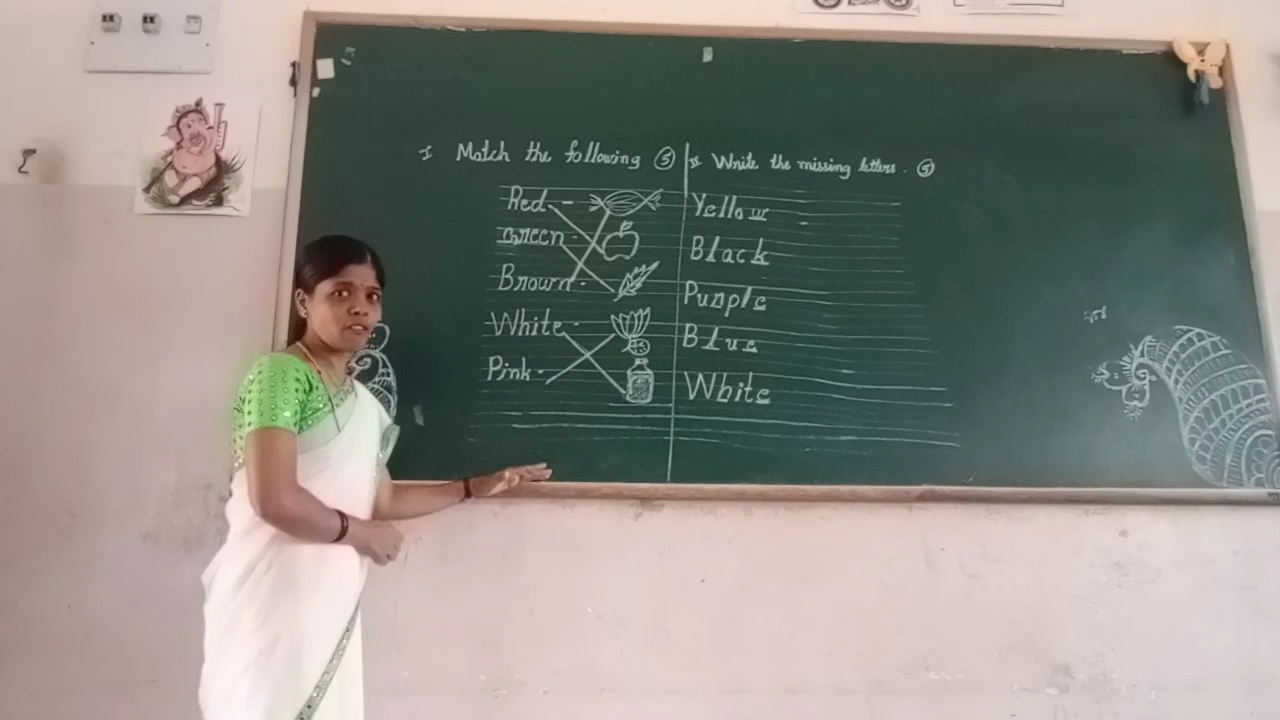 I Match the following ⑤
Red -
Green -
Brown -
White -
Pink -
II Write the missing letters. ⑤
Yellow
Black
Purple
Blue
White